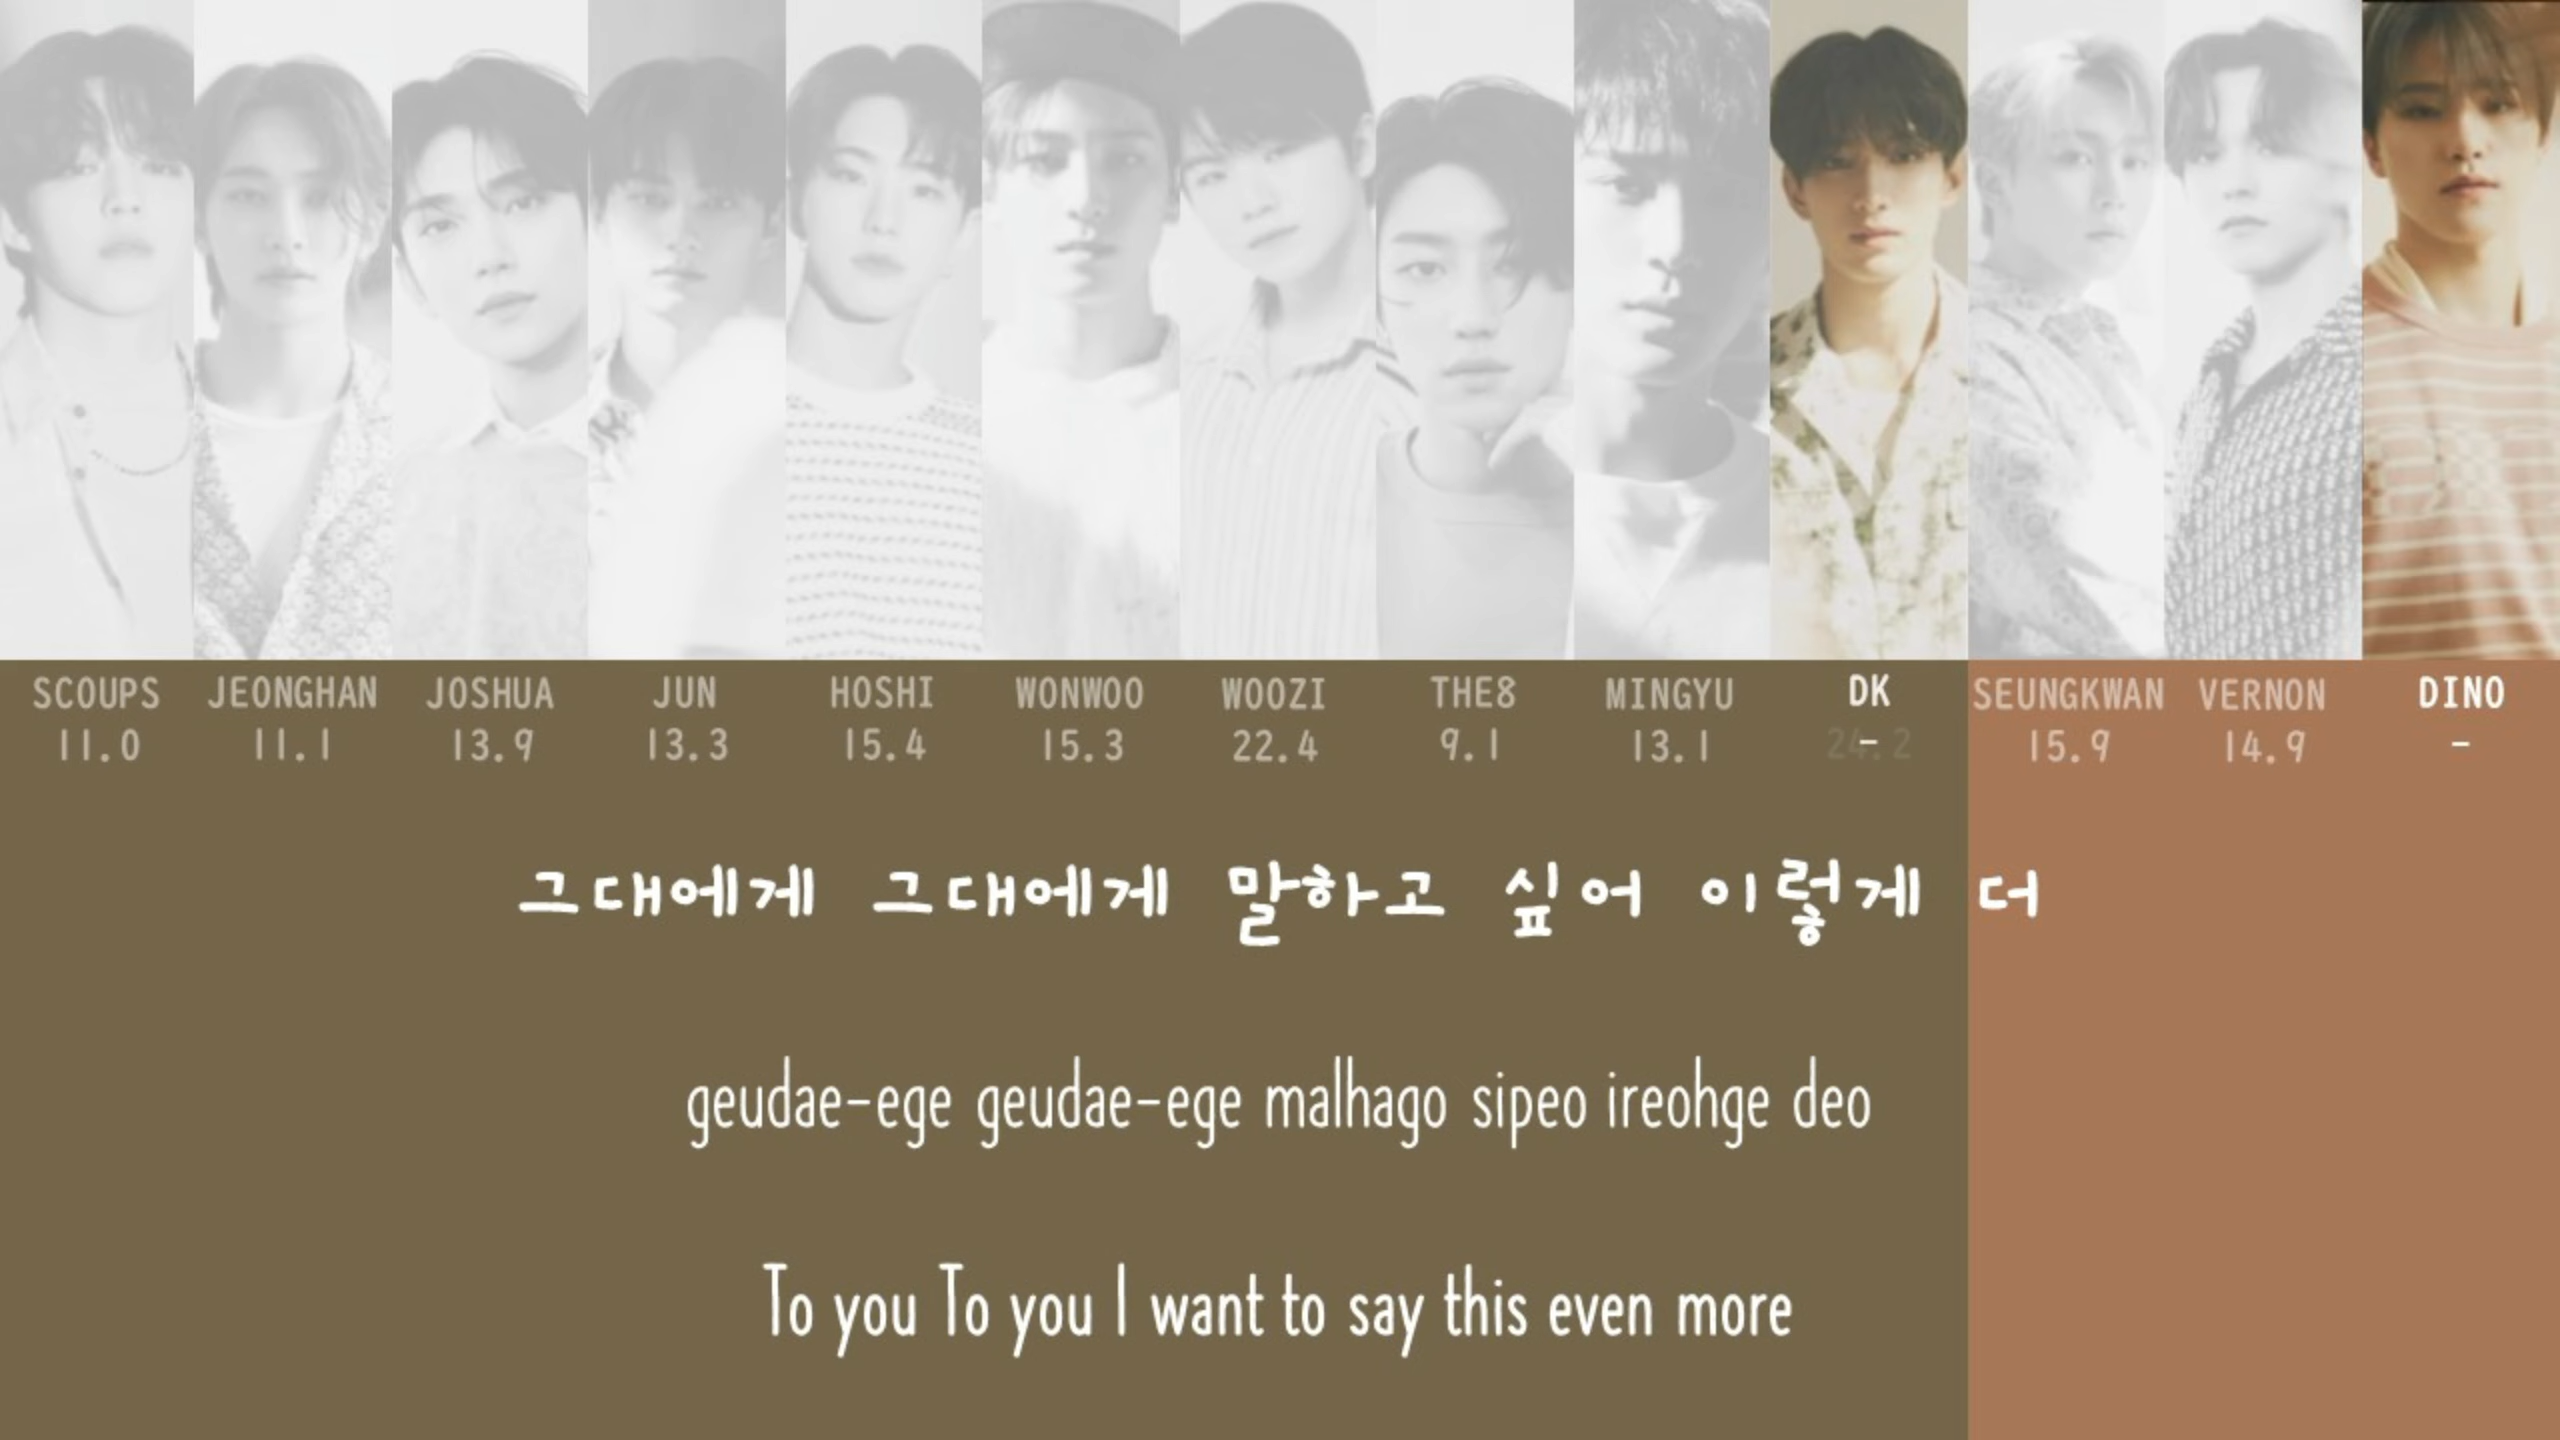 SCOUPS JEONGHAN JOSHUA JUN HOSHI WONWOO WOOZI THE8 MINGYU DK SEUNGKWAN VERNON DINO
11.0 11.1 13.9 13.3 15.4 15.3 22.4 9.1 13.1 - 15.9 14.9 -
그대에게 그대에게 말하고 싶어 이렇게 더
geudae-ege geudae-ege malhago sipeo ireohge deo
To you To you I want to say this even more